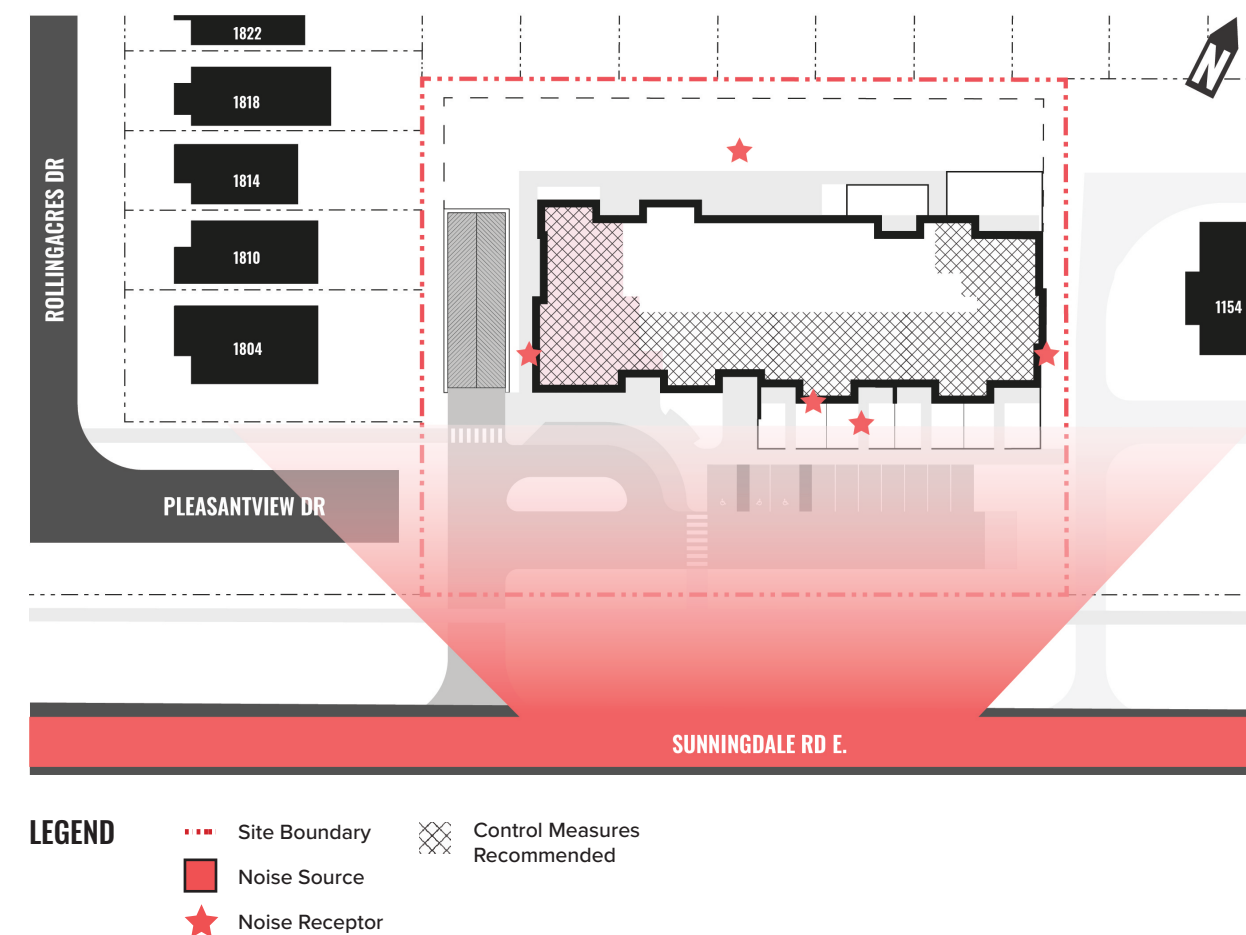 1822
N
1818
ROLLINGACRES DR
1814
1810
1154
1804
PLEASANTVIEW DR
SUNNINGDALE RD E.
LEGEND
Site Boundary
Noise Source
Noise Receptor
Control Measures
Recommended